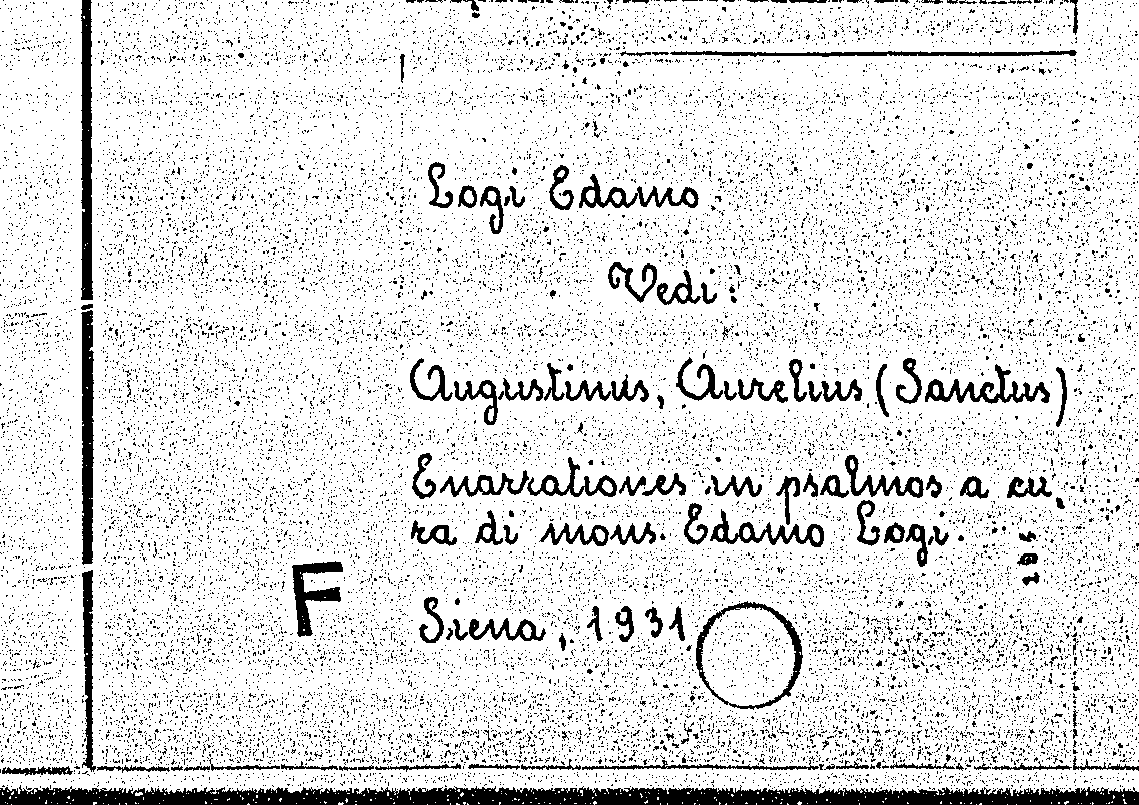 Logi Edamo
Vedi:
Augustinus, Aurelius (Sanctus)
Enarrationes in psalmos a cu,
ra di mons. Edamo Logi.
F
Siena, 1931